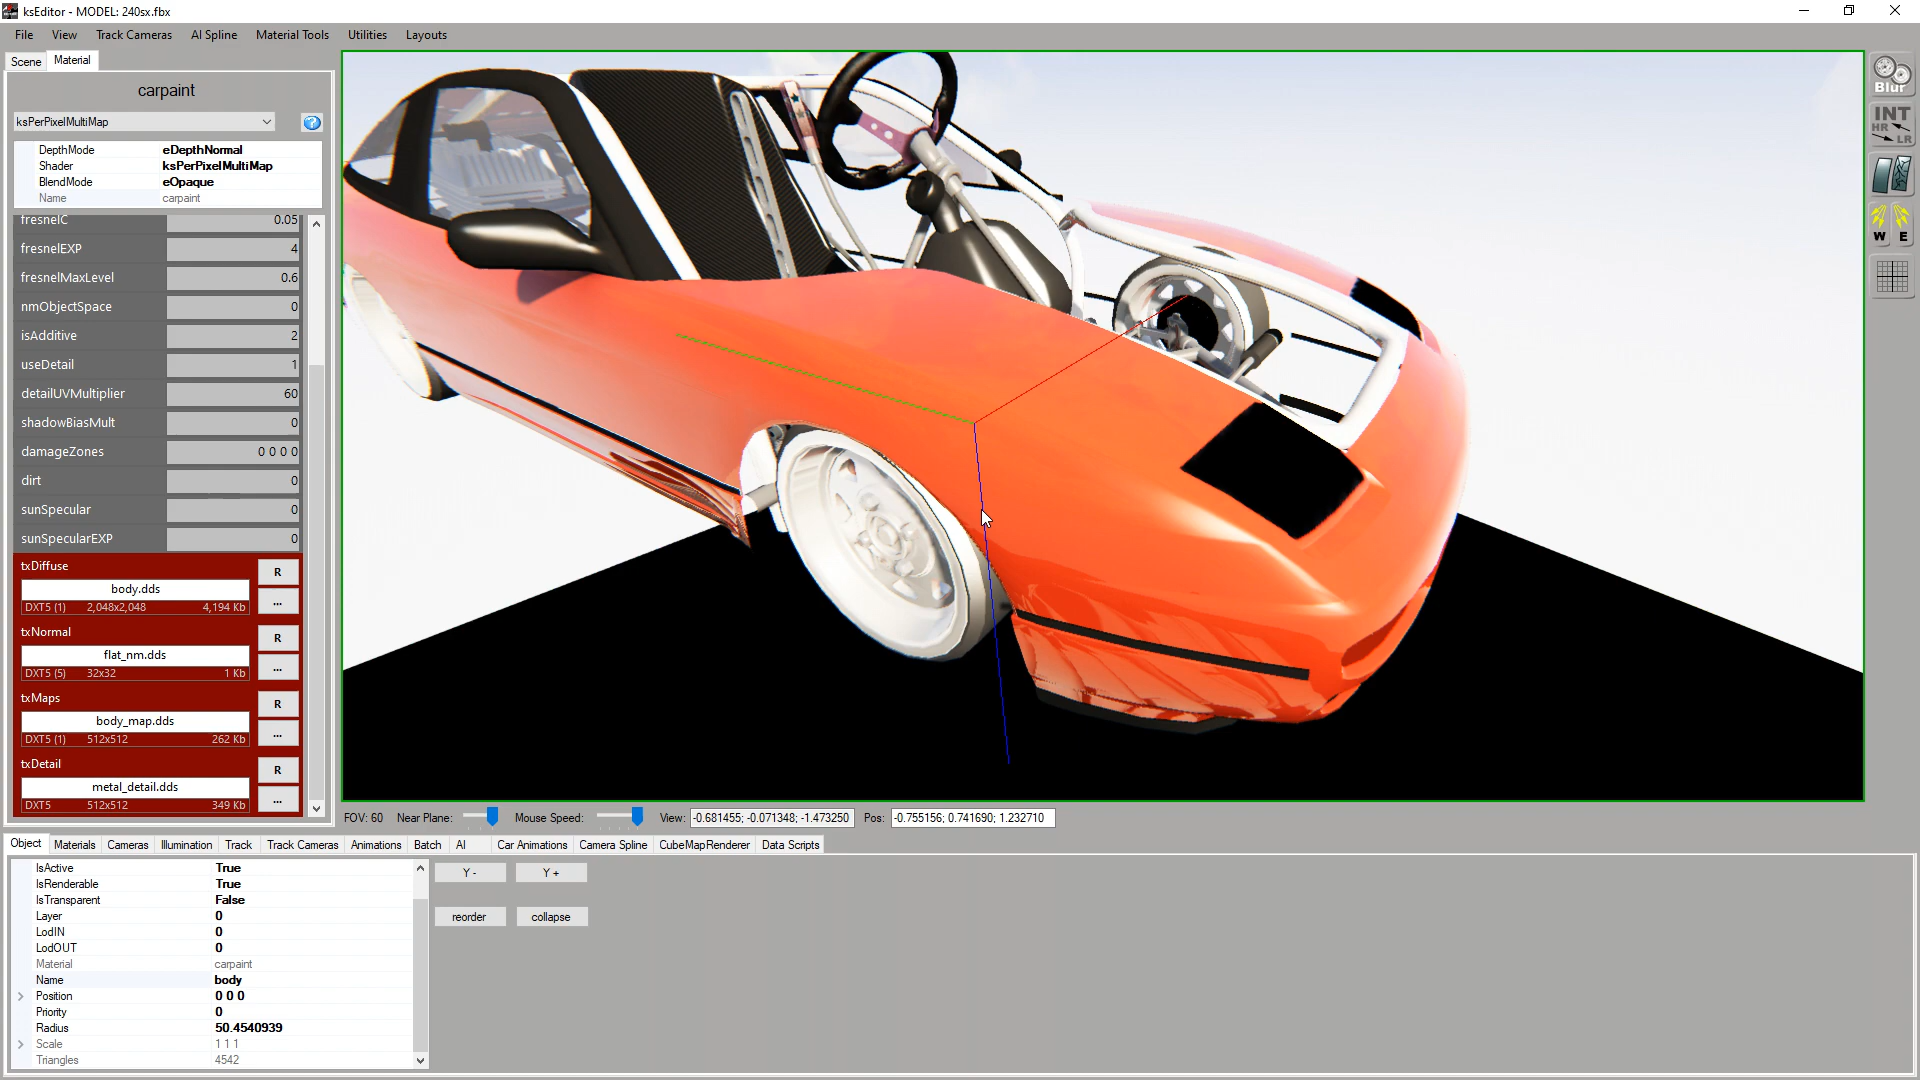 ksEditor - MODEL: 240sx.fbx
File View Track Cameras AI Spline Material Tools Utilities Layouts
Scene Material
carpaint
ksPerPixelMultiMap
DepthMode eDepthNormal
Shader ksPerPixelMultiMap
BlendMode eOpaque
Name carpaint
fresnelC 0.05
fresnelEXP 4
fresnelMaxLevel 0.6
nmObjectSpace 0
isAdditive 2
useDetail 1
detailUVMultiplier 60
shadowBiasMult 0
damageZones 0 0 0 0
dirt 0
sunSpecular 0
sunSpecularEXP 0
txDiffuse R
body.dds
DXT5 (1) 2,048x2,048 4,194 Kb ...
txNormal R
flat_nm.dds
DXT5 (5) 32x32 1 Kb ...
txMaps R
body_map.dds
DXT5 (1) 512x512 262 Kb ...
txDetail R
metal_detail.dds
DXT5 512x512 349 Kb ...
Blur
INT
HR
LR
W E
FOV: 60 Near Plane: Mouse Speed: View: -0.681455; -0.071348; -1.473250 Pos: -0.755156; 0.741690; 1.232710
Object Materials Cameras Illumination Track Track Cameras Animations Batch AI Car Animations Camera Spline CubeMapRenderer Data Scripts
IsActive True
IsRenderable True
IsTransparent False
Layer 0
LodIN 0
LodOUT 0
Material carpaint
Name body
Position 0 0 0
Priority 0
Radius 50.4540939
Scale 1 1 1
Triangles 4542
Y - Y +
reorder collapse